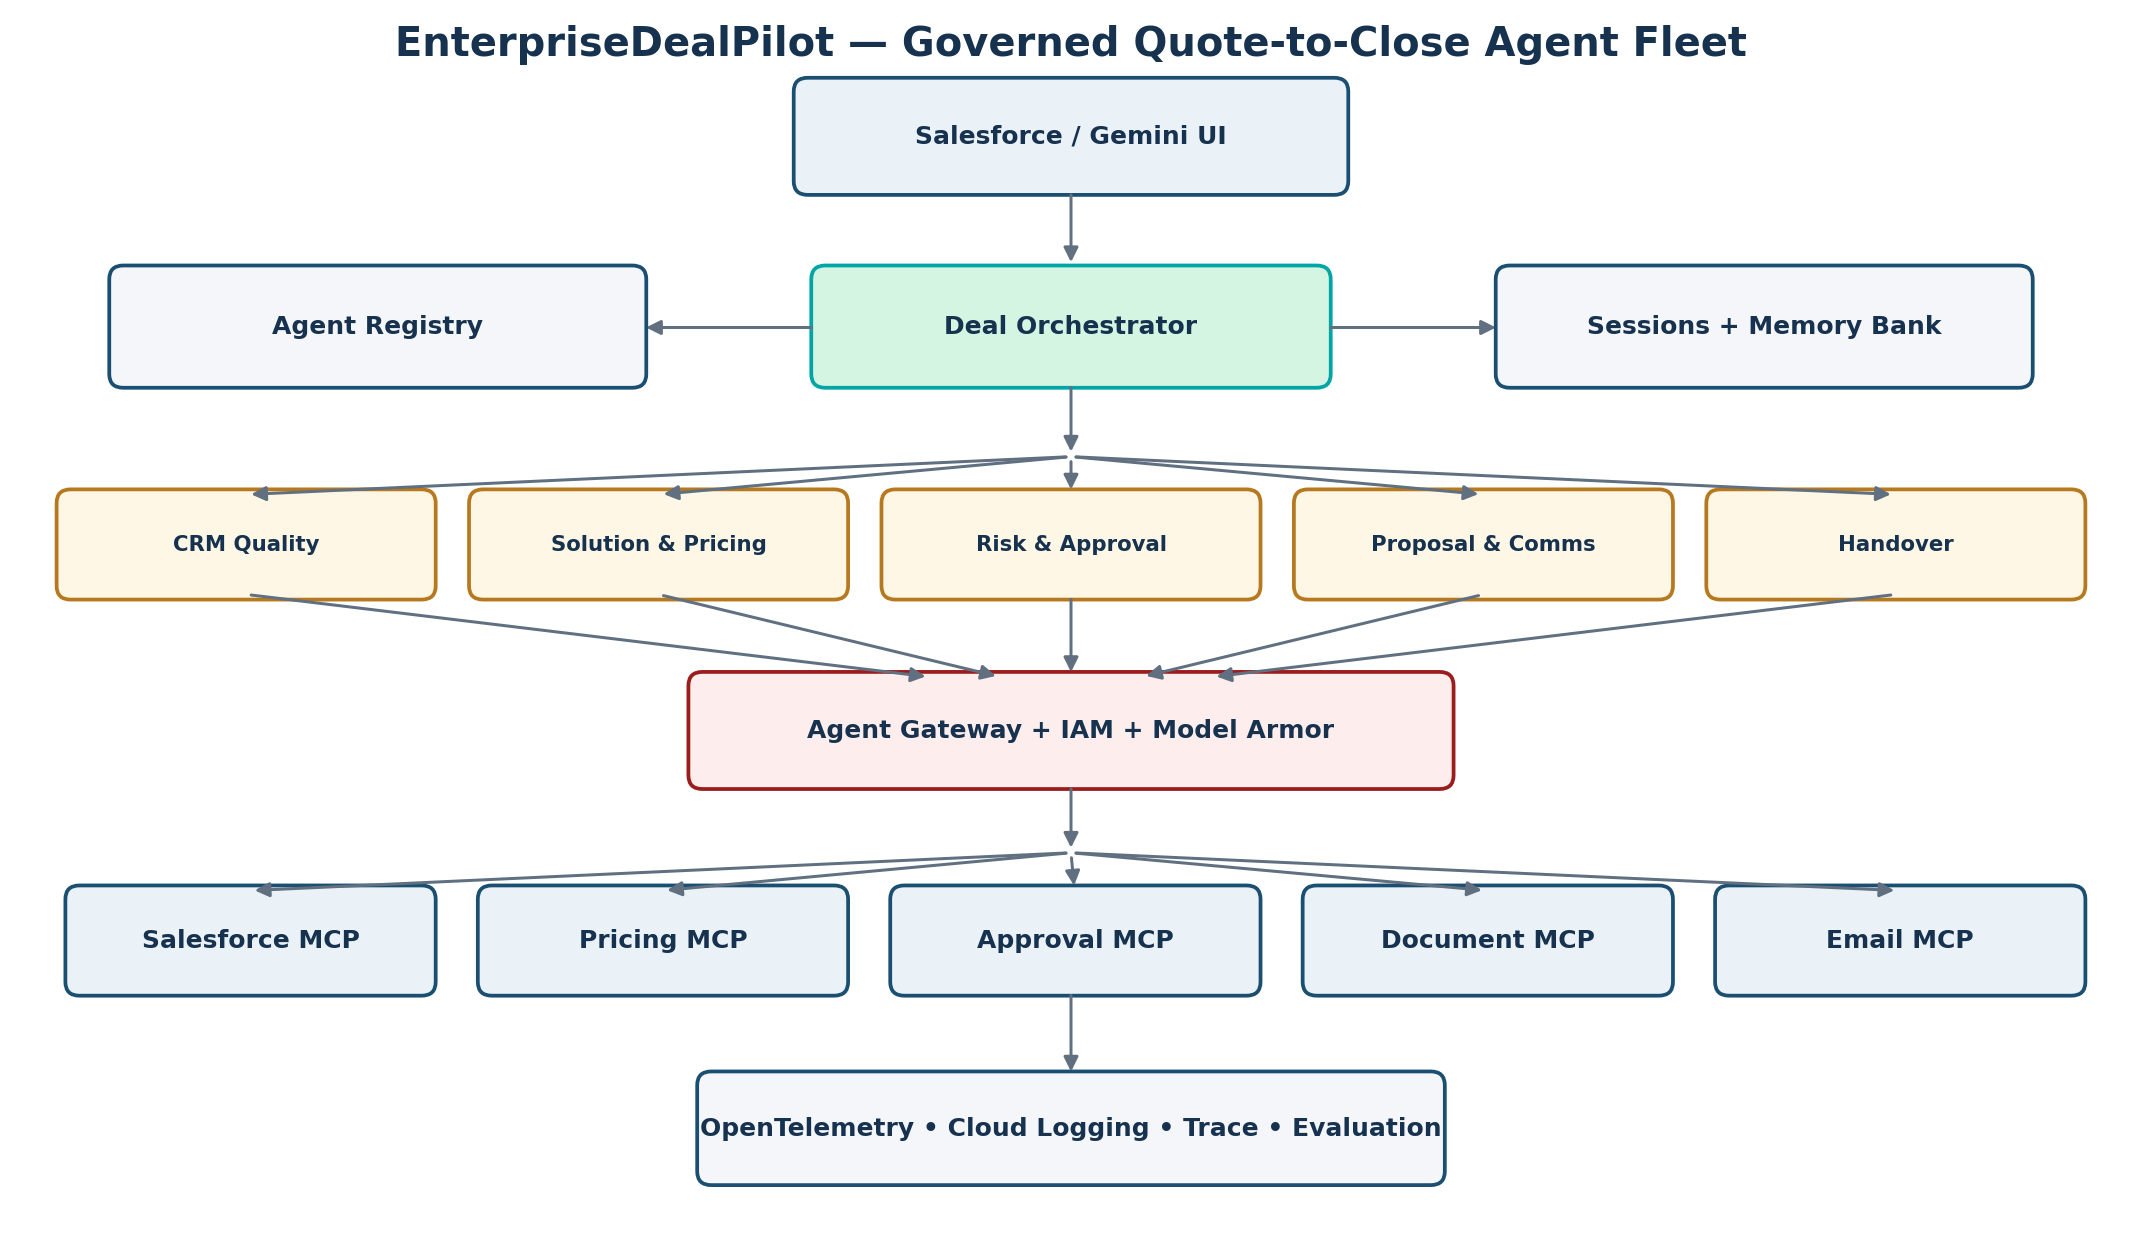 EnterpriseDealPilot — Governed Quote-to-Close Agent Fleet
Salesforce / Gemini UI
Agent Registry
Deal Orchestrator
Sessions + Memory Bank
CRM Quality
Solution & Pricing
Risk & Approval
Proposal & Comms
Handover
Agent Gateway + IAM + Model Armor
Salesforce MCP
Pricing MCP
Approval MCP
Document MCP
Email MCP
OpenTelemetry • Cloud Logging • Trace • Evaluation